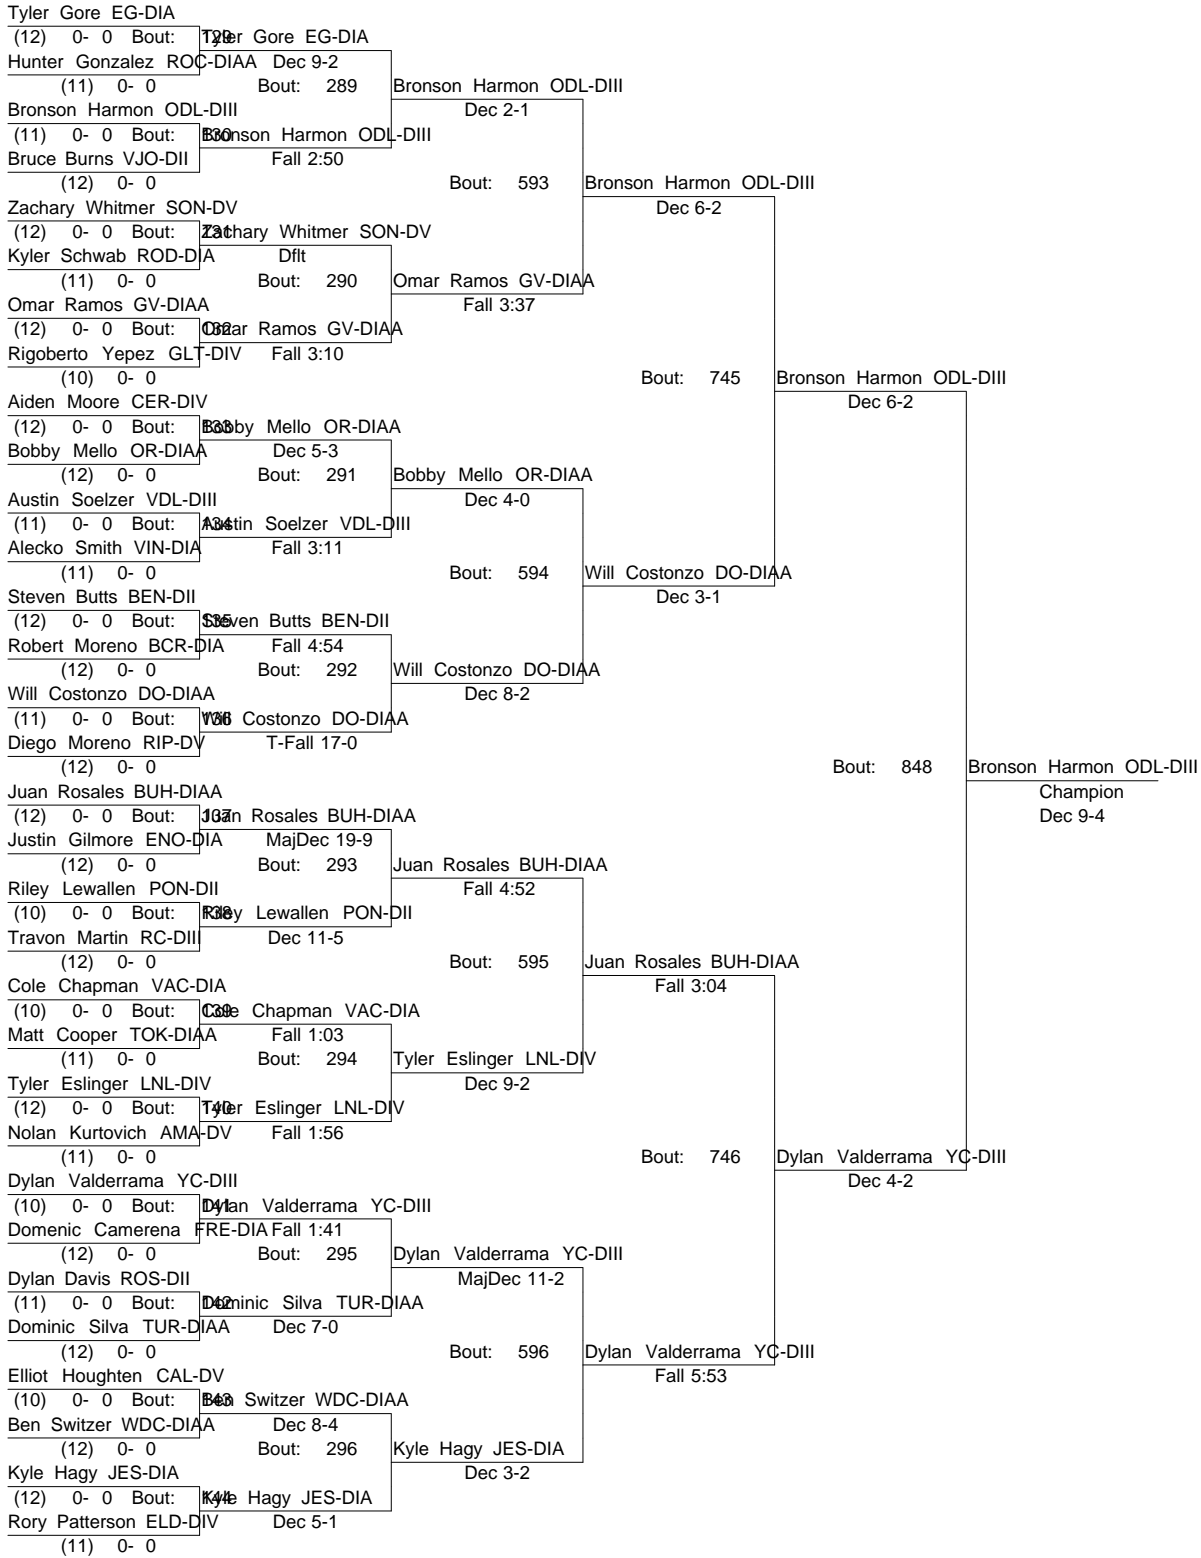 Tyler Gore EG-DIA
(12) 0- 0 Bout: 129 Tyler Gore EG-DIA
Hunter Gonzalez ROC-DIAA Dec 9-2
(11) 0- 0 Bout: 289 Bronson Harmon ODL-DIII
Bronson Harmon ODL-DIII Dec 2-1
(11) 0- 0 Bout: 130 Bronson Harmon ODL-DIII
Bruce Burns VJO-DII Fall 2:50
(12) 0- 0 Bout: 593 Bronson Harmon ODL-DIII
Zachary Whitmer SON-DV Dec 6-2
(12) 0- 0 Bout: 131 Zachary Whitmer SON-DV
Kyler Schwab ROD-DIA Dflt
(11) 0- 0 Bout: 290 Omar Ramos GV-DIAA
Omar Ramos GV-DIAA Fall 3:37
(12) 0- 0 Bout: 132 Omar Ramos GV-DIAA
Rigoberto Yepez GLT-DIV Fall 3:10
(10) 0- 0 Bout: 745 Bronson Harmon ODL-DIII
Aiden Moore CER-DIV Dec 6-2
(12) 0- 0 Bout: 133 Bobby Mello OR-DIAA
Bobby Mello OR-DIAA Dec 5-3
(12) 0- 0 Bout: 291 Bobby Mello OR-DIAA
Austin Soelzer VDL-DIII Dec 4-0
(11) 0- 0 Bout: 134 Austin Soelzer VDL-DIII
Alecko Smith VIN-DIA Fall 3:11
(11) 0- 0 Bout: 594 Will Costonzo DO-DIAA
Steven Butts BEN-DII Dec 3-1
(12) 0- 0 Bout: 135 Steven Butts BEN-DII
Robert Moreno BCR-DIA Fall 4:54
(12) 0- 0 Bout: 292 Will Costonzo DO-DIAA
Will Costonzo DO-DIAA Dec 8-2
(11) 0- 0 Bout: 136 Will Costonzo DO-DIAA
Diego Moreno RIP-DV T-Fall 17-0
(12) 0- 0 Bout: 848 Bronson Harmon ODL-DIII
Juan Rosales BUH-DIAA Champion
(12) 0- 0 Bout: 137 Juan Rosales BUH-DIAA Dec 9-4
Justin Gilmore ENO-DIA MajDec 19-9
(12) 0- 0 Bout: 293 Juan Rosales BUH-DIAA
Riley Lewallen PON-DII Fall 4:52
(10) 0- 0 Bout: 138 Riley Lewallen PON-DII
Travon Martin RC-DIII Dec 11-5
(12) 0- 0 Bout: 595 Juan Rosales BUH-DIAA
Cole Chapman VAC-DIA Fall 3:04
(10) 0- 0 Bout: 139 Cole Chapman VAC-DIA
Matt Cooper TOK-DIAA Fall 1:03
(11) 0- 0 Bout: 294 Tyler Eslinger LNL-DIV
Tyler Eslinger LNL-DIV Dec 9-2
(12) 0- 0 Bout: 140 Tyler Eslinger LNL-DIV
Nolan Kurtovich AMA-DV Fall 1:56
(11) 0- 0 Bout: 746 Dylan Valderrama YC-DIII
Dylan Valderrama YC-DIII Dec 4-2
(10) 0- 0 Bout: 141 Dylan Valderrama YC-DIII
Domenic Camerena FRE-DIA Fall 1:41
(12) 0- 0 Bout: 295 Dylan Valderrama YC-DIII
Dylan Davis ROS-DII MajDec 11-2
(11) 0- 0 Bout: 142 Dominic Silva TUR-DIAA
Dominic Silva TUR-DIAA Dec 7-0
(12) 0- 0 Bout: 596 Dylan Valderrama YC-DIII
Elliot Houghten CAL-DV Fall 5:53
(10) 0- 0 Bout: 143 Ben Switzer WDC-DIAA
Ben Switzer WDC-DIAA Dec 8-4
(12) 0- 0 Bout: 296 Kyle Hagy JES-DIA
Kyle Hagy JES-DIA Dec 3-2
(12) 0- 0 Bout: 144 Kyle Hagy JES-DIA
Rory Patterson ELD-DIV Dec 5-1
(11) 0- 0